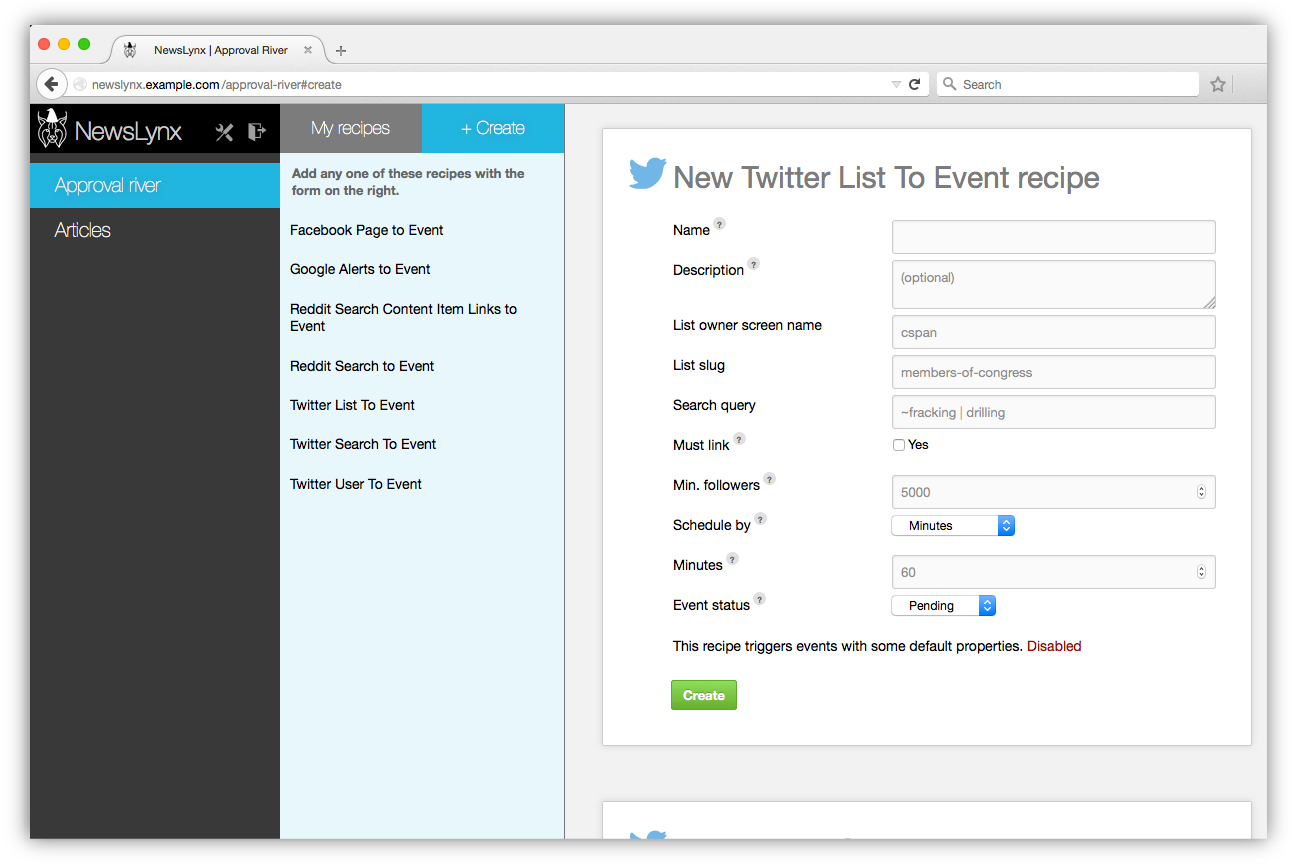 NewsLynx | Approval River
newslynx.example.com/approval-river#create
Search
NewsLynx
My recipes
+ Create
Approval river
Articles
Add any one of these recipes with the
form on the right.
Facebook Page to Event
Google Alerts to Event
Reddit Search Content Item Links to
Event
Reddit Search to Event
Twitter List To Event
Twitter Search To Event
Twitter User To Event
New Twitter List To Event recipe
Name ?
Description ?
(optional)
List owner screen name
cspan
List slug
members-of-congress
Search query
~fracking | drilling
Must link ?
Yes
Min. followers ?
5000
Schedule by ?
Minutes
Minutes ?
60
Event status ?
Pending
This recipe triggers events with some default properties. Disabled
Create